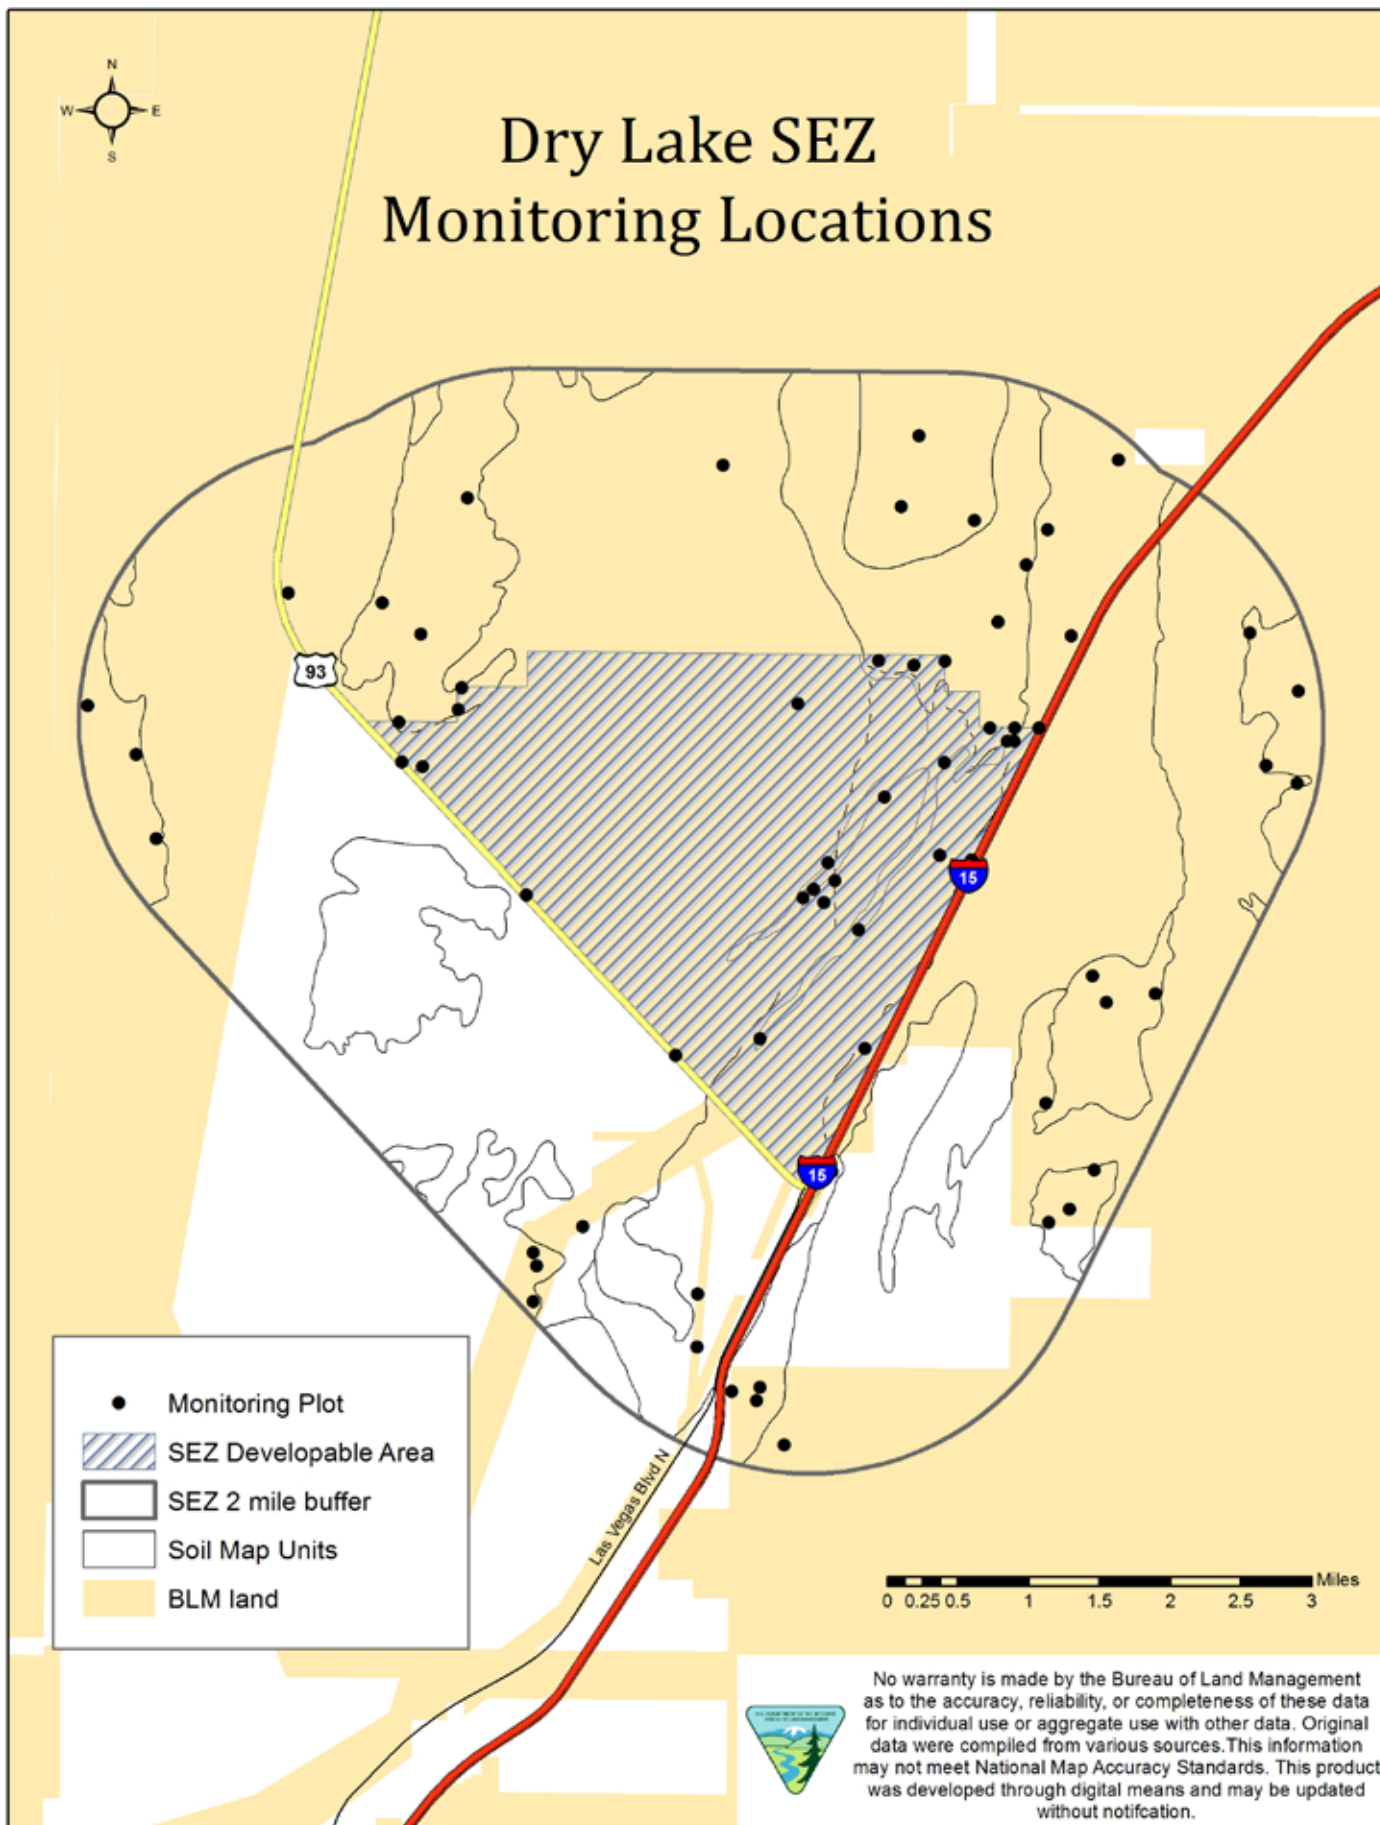 N
W E
S
Dry Lake SEZ
Monitoring Locations
93
15
15
Monitoring Plot
SEZ Developable Area
SEZ 2 mile buffer
Soil Map Units
BLM land
Las Vegas Blvd N
Miles
0 0.25 0.5 1 1.5 2 2.5 3
No warranty is made by the Bureau of Land Management
as to the accuracy, reliability, or completeness of these data
for individual use or aggregate use with other data. Original
data were compiled from various sources.This information
may not meet National Map Accuracy Standards. This product
was developed through digital means and may be updated
without notifcation.